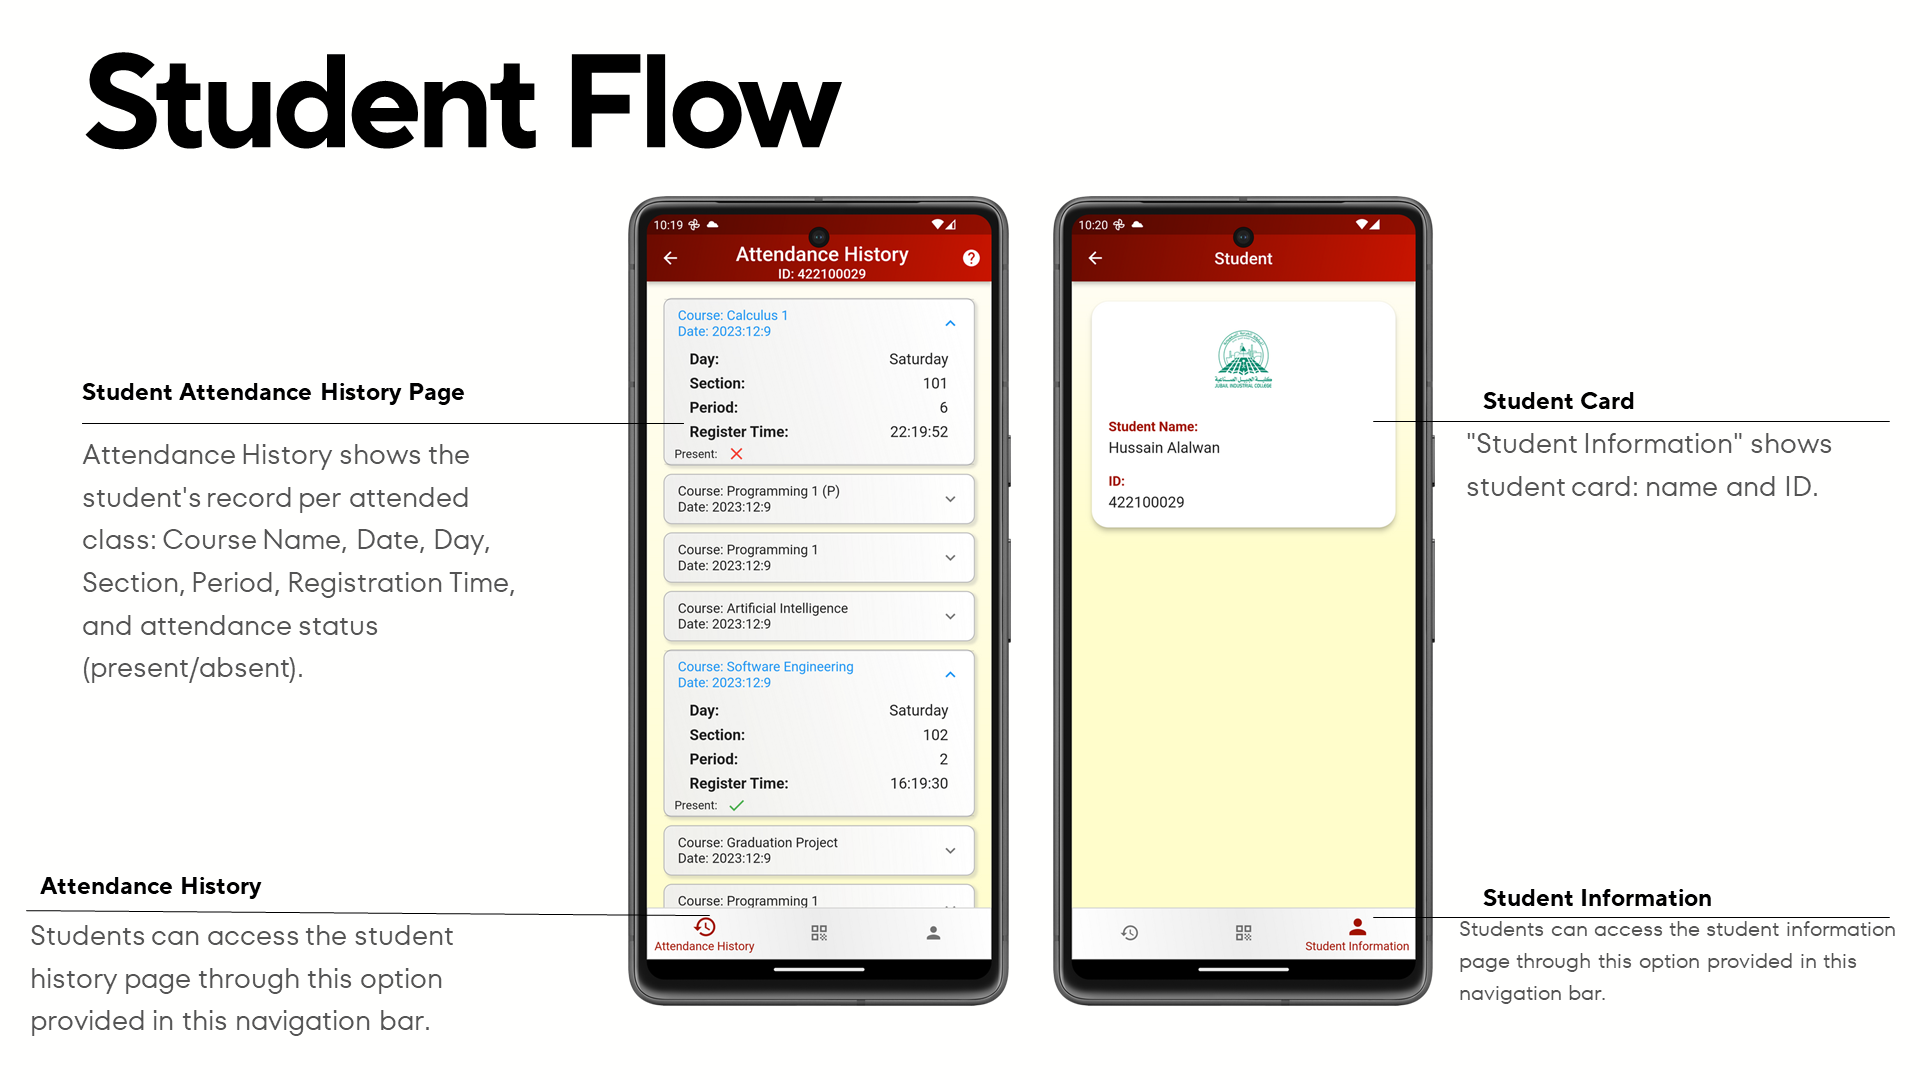 Student Flow
Student Attendance History Page
Attendance History shows the
student's record per attended
class: Course Name, Date, Day,
Section, Period, Registration Time,
and attendance status
(present/absent).
Attendance History
Students can access the student
history page through this option
provided in this navigation bar.
10:19
Attendance History
ID: 422100029
Course: Calculus 1
Date: 2023:12:9
Day: Saturday
Section: 101
Period: 6
Register Time: 22:19:52
Present:
Course: Programming 1 (P)
Date: 2023:12:9
Course: Programming 1
Date: 2023:12:9
Course: Artificial Intelligence
Date: 2023:12:9
Course: Software Engineering
Date: 2023:12:9
Day: Saturday
Section: 102
Period: 2
Register Time: 16:19:30
Present:
Course: Graduation Project
Date: 2023:12:9
Course: Programming 1
Attendance History
10:20
Student
كلية الجبيل الصناعية
JUBAIL INDUSTRIAL COLLEGE
Student Name:
Hussain Alalwan
ID:
422100029
Student Information
Student Card
"Student Information" shows
student card: name and ID.
Student Information
Students can access the student information
page through this option provided in this
navigation bar.